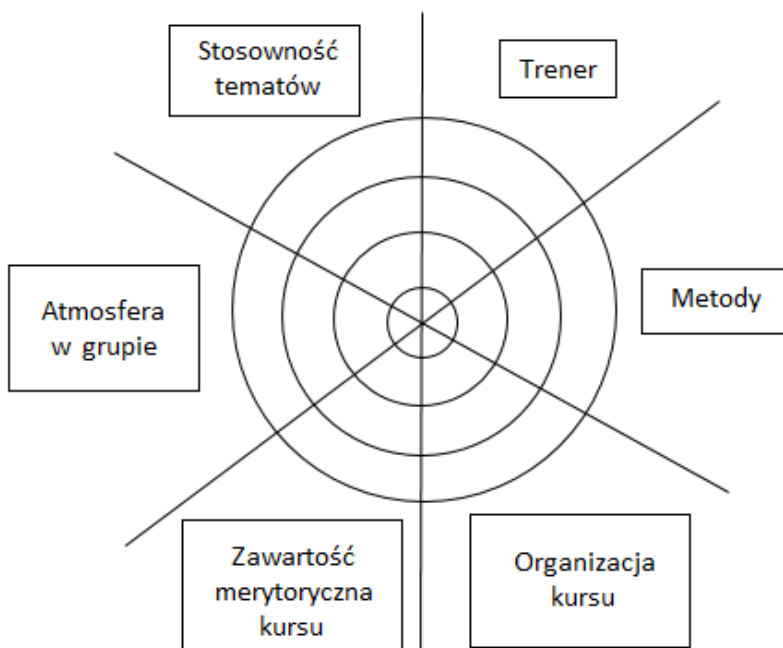 Stosowność
tematów
Trener
Atmosfera
w grupie
Metody
Zawartość
merytoryczna
kursu
Organizacja
kursu